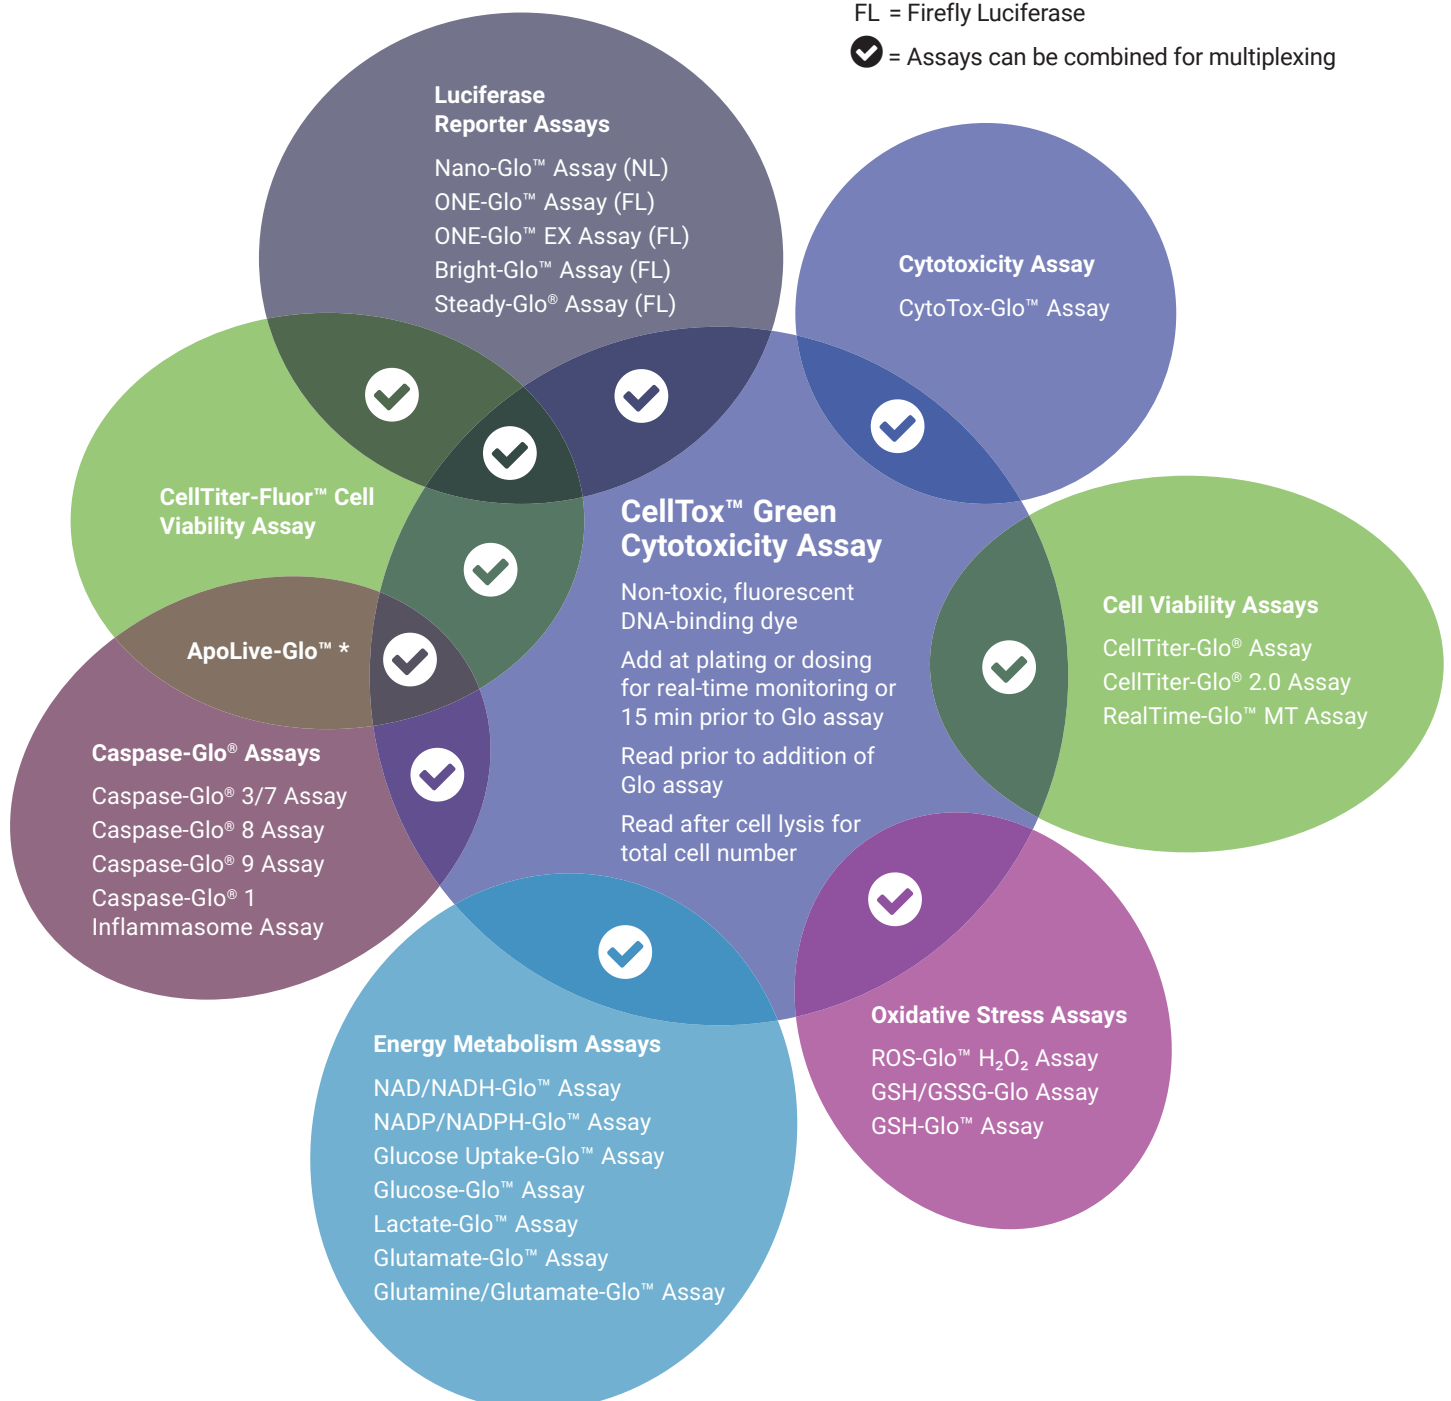 FL = Firefly Luciferase
= Assays can be combined for multiplexing
Luciferase
Reporter Assays
Nano-Glo™ Assay (NL)
ONE-Glo™ Assay (FL)
ONE-Glo™ EX Assay (FL)
Bright-Glo™ Assay (FL)
Steady-Glo® Assay (FL)
Cytotoxicity Assay
CytoTox-Glo™ Assay
CellTiter-Fluor™ Cell
Viability Assay
CellTox™ Green
Cytotoxicity Assay
Non-toxic, fluorescent
DNA-binding dye
Add at plating or dosing
for real-time monitoring or
15 min prior to Glo assay
Read prior to addition of
Glo assay
Read after cell lysis for
total cell number
Cell Viability Assays
CellTiter-Glo® Assay
CellTiter-Glo® 2.0 Assay
RealTime-Glo™ MT Assay
ApoLive-Glo™ *
Caspase-Glo® Assays
Caspase-Glo® 3/7 Assay
Caspase-Glo® 8 Assay
Caspase-Glo® 9 Assay
Caspase-Glo® 1
Inflammasome Assay
Energy Metabolism Assays
NAD/NADH-Glo™ Assay
NADP/NADPH-Glo™ Assay
Glucose Uptake-Glo™ Assay
Glucose-Glo™ Assay
Lactate-Glo™ Assay
Glutamate-Glo™ Assay
Glutamine/Glutamate-Glo™ Assay
Oxidative Stress Assays
ROS-Glo™ H₂O₂ Assay
GSH/GSSG-Glo Assay
GSH-Glo™ Assay